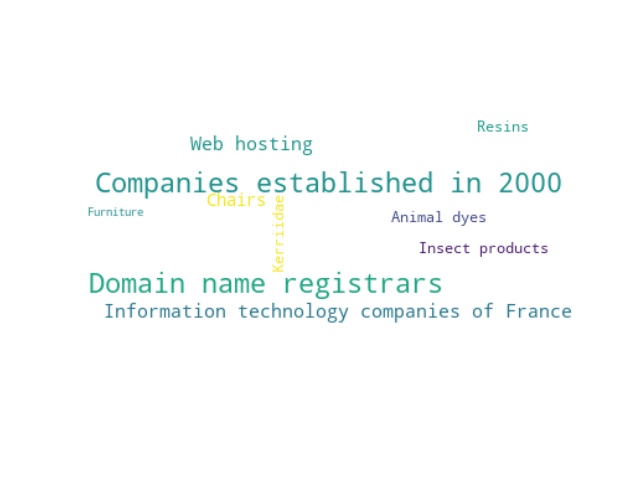 Resins
Web hosting
Companies established in 2000
Chairs
Furniture
Animal dyes
Kerriidae
Insect products
Domain name registrars
Information technology companies of France